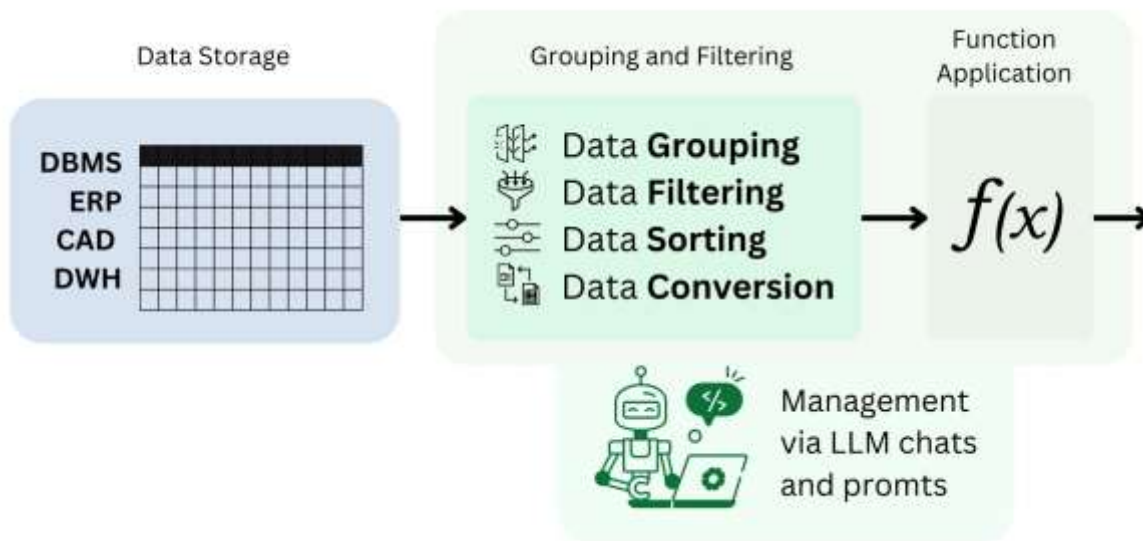 Data Storage
DBMS
ERP
CAD
DWH
Grouping and Filtering
Data Grouping
Data Filtering
Data Sorting
Data Conversion
Function
Application
f(x)
</>
Management
via LLM chats
and promts